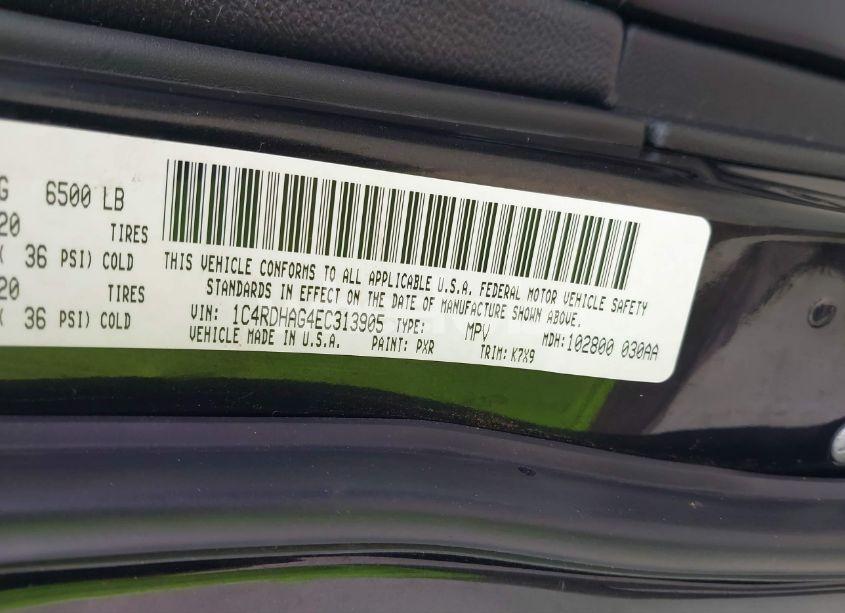 G 6500 LB
20 TIRES
( 36 PSI) COLD
20 TIRES
( 36 PSI) COLD
THIS VEHICLE CONFORMS TO ALL APPLICABLE U.S.A. FEDERAL MOTOR VEHICLE SAFETY
STANDARDS IN EFFECT ON THE DATE OF MANUFACTURE SHOWN ABOVE.
VIN: 1C4RDHAG4EC313905 TYPE: MPV MDH:102800 030AA
VEHICLE MADE IN U.S.A. PAINT: PXR TRIM: K7X9